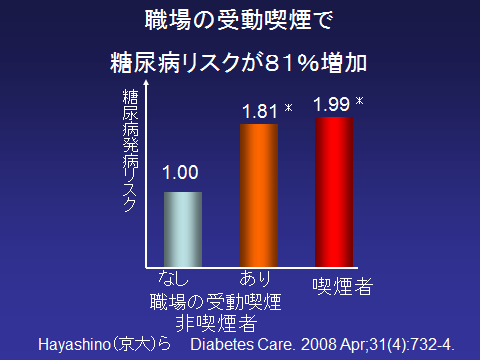 職場の受動喫煙で
糖尿病リスクが８１％増加
糖尿病発病リスク
1.00
1.81 *
1.99 *
なし
あり
喫煙者
職場の受動喫煙
非喫煙者
Hayashino(京大)ら Diabetes Care. 2008 Apr;31(4):732-4.